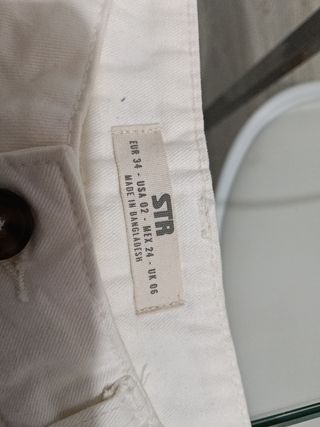 STR
EUR 34 - USA 02 - MEX 24 - UK 06
MADE IN BANGLADESH